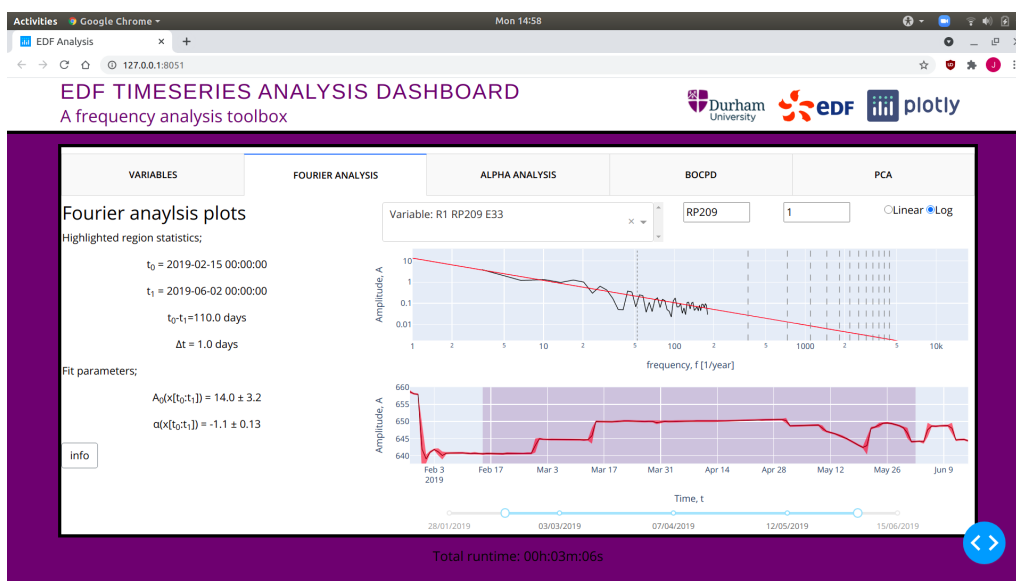 Activities Google Chrome Mon 14:58
EDF Analysis
127.0.0.1:8051
EDF TIMESERIES ANALYSIS DASHBOARD
A frequency analysis toolbox
Durham
University
edf
plotly
VARIABLES FOURIER ANALYSIS ALPHA ANALYSIS BOCPD PCA
Fourier anaylsis plots
Highlighted region statistics;
t₀ = 2019-02-15 00:00:00
t₁ = 2019-06-02 00:00:00
t₀-t₁=110.0 days
Δt = 1.0 days
Fit parameters;
A₀(x[t₀:t₁]) = 14.0 ± 3.2
α(x[t₀:t₁]) = -1.1 ± 0.13
info
Variable: R1 RP209 E33 RP209 1 Linear Log
Amplitude, A
10
1
0.1
0.01
1 2 5 10 2 5 100 2 5 1000 2 5 10k
frequency, f [1/year]
Amplitude, A
660
655
650
645
640
Feb 3 Feb 17 Mar 3 Mar 17 Mar 31 Apr 14 Apr 28 May 12 May 26 Jun 9
2019
Time, t
28/01/2019 03/03/2019 07/04/2019 12/05/2019 15/06/2019
Total runtime: 00h:03m:06s